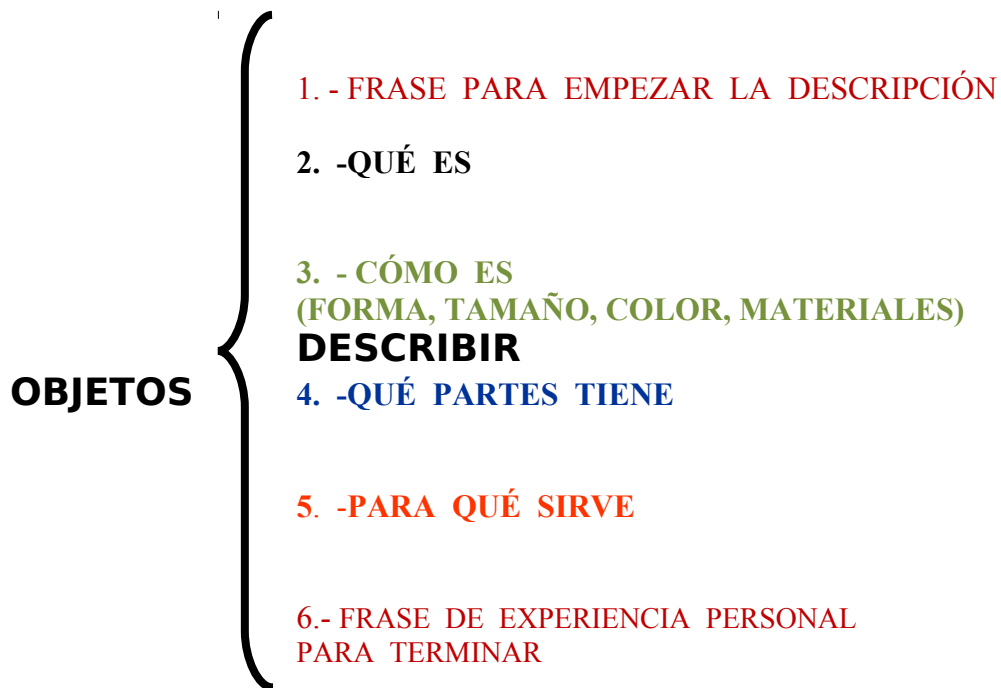 1. - FRASE PARA EMPEZAR LA DESCRIPCIÓN
2. -QUÉ ES
3. - CÓMO ES
(FORMA, TAMAÑO, COLOR, MATERIALES)
DESCRIBIR
OBJETOS
4. -QUÉ PARTES TIENE
5. -PARA QUÉ SIRVE
6.- FRASE DE EXPERIENCIA PERSONAL
PARA TERMINAR